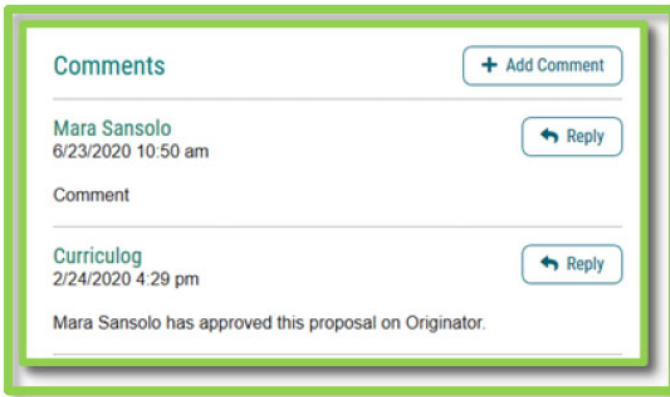 Comments
+ Add Comment
Mara Sansolo
Reply
6/23/2020 10:50 am
Comment
Curriculog
Reply
2/24/2020 4:29 pm
Mara Sansolo has approved this proposal on Originator.